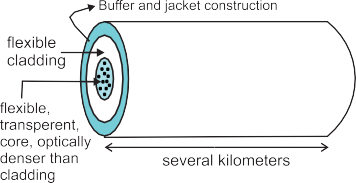 Buffer and jacket construction
flexible
cladding
flexible,
transperent,
core, optically
denser than
cladding
several kilometers